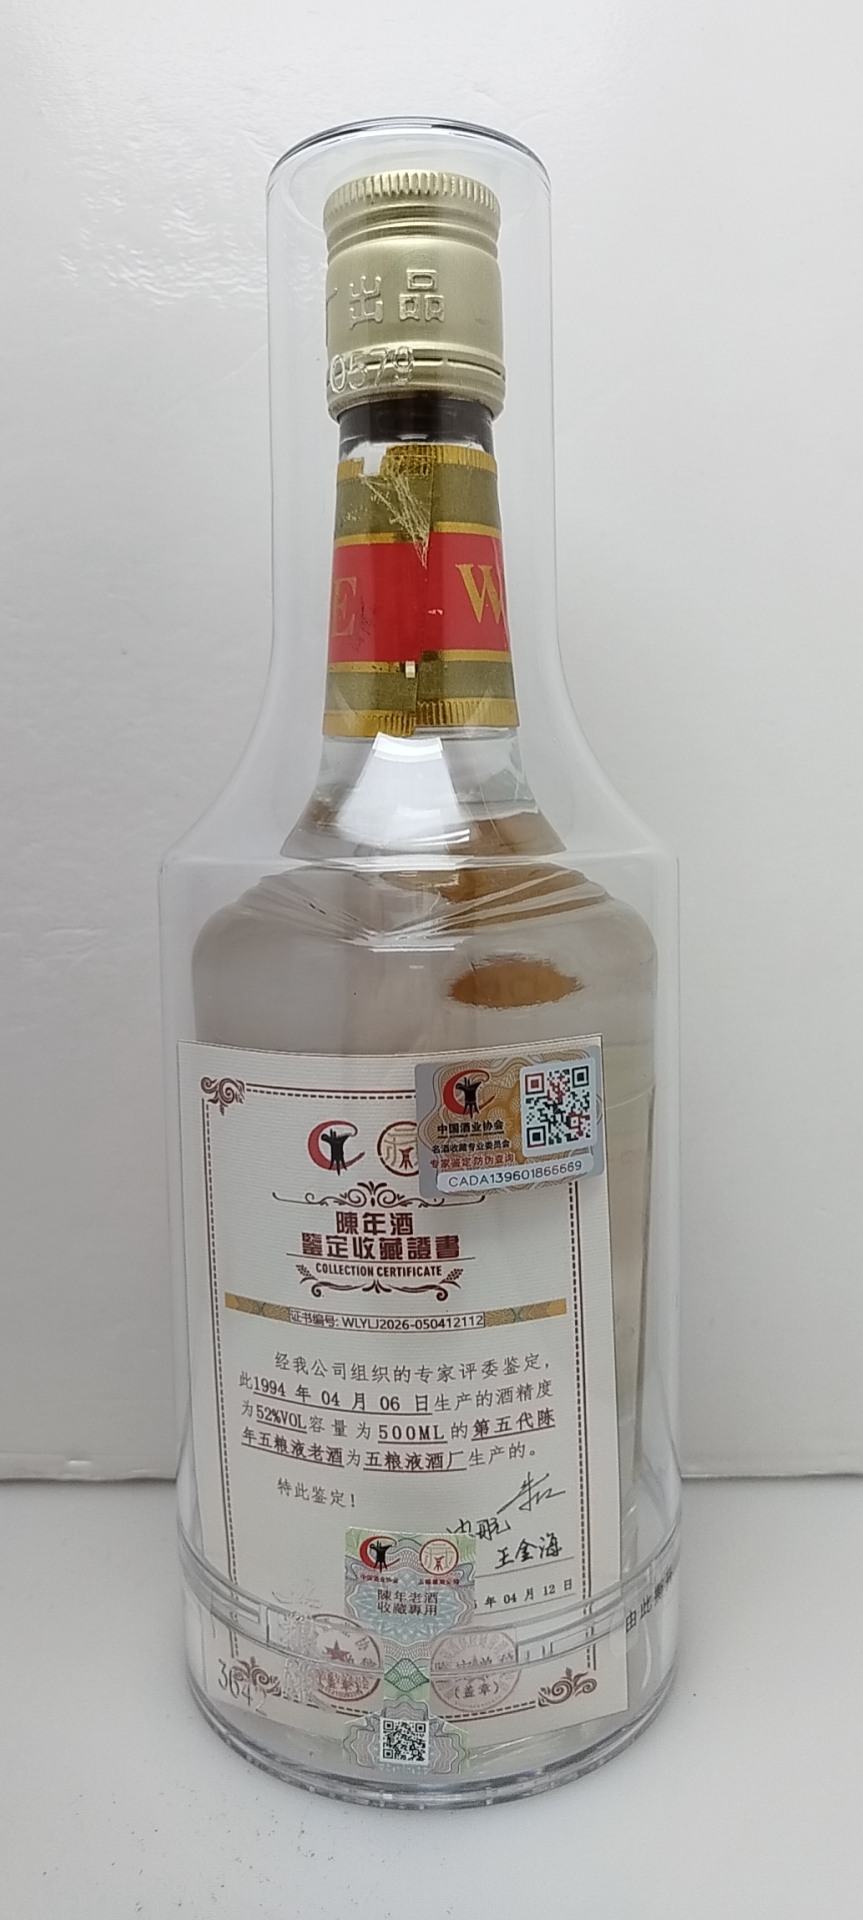 出品
0579
E W
中国酒业协会
名酒收藏专业委员会
专家鉴定 防伪查询
CADA139601866669
陳年酒
鑒定收藏證書
COLLECTION CERTIFICATE
证书编号: WLYLJ2026-050412112
经我公司组织的专家评委鉴定，
此1994 年 04 月 06 日生产的酒精度
为52%VOL容量为500ML的第五代陈
年五粮液老酒为五粮液酒厂生产的。
特此鉴定！
王金海
年 04 月 12 日
陳年老酒
收藏專用
由此
(盖章)
(盖章)
3642